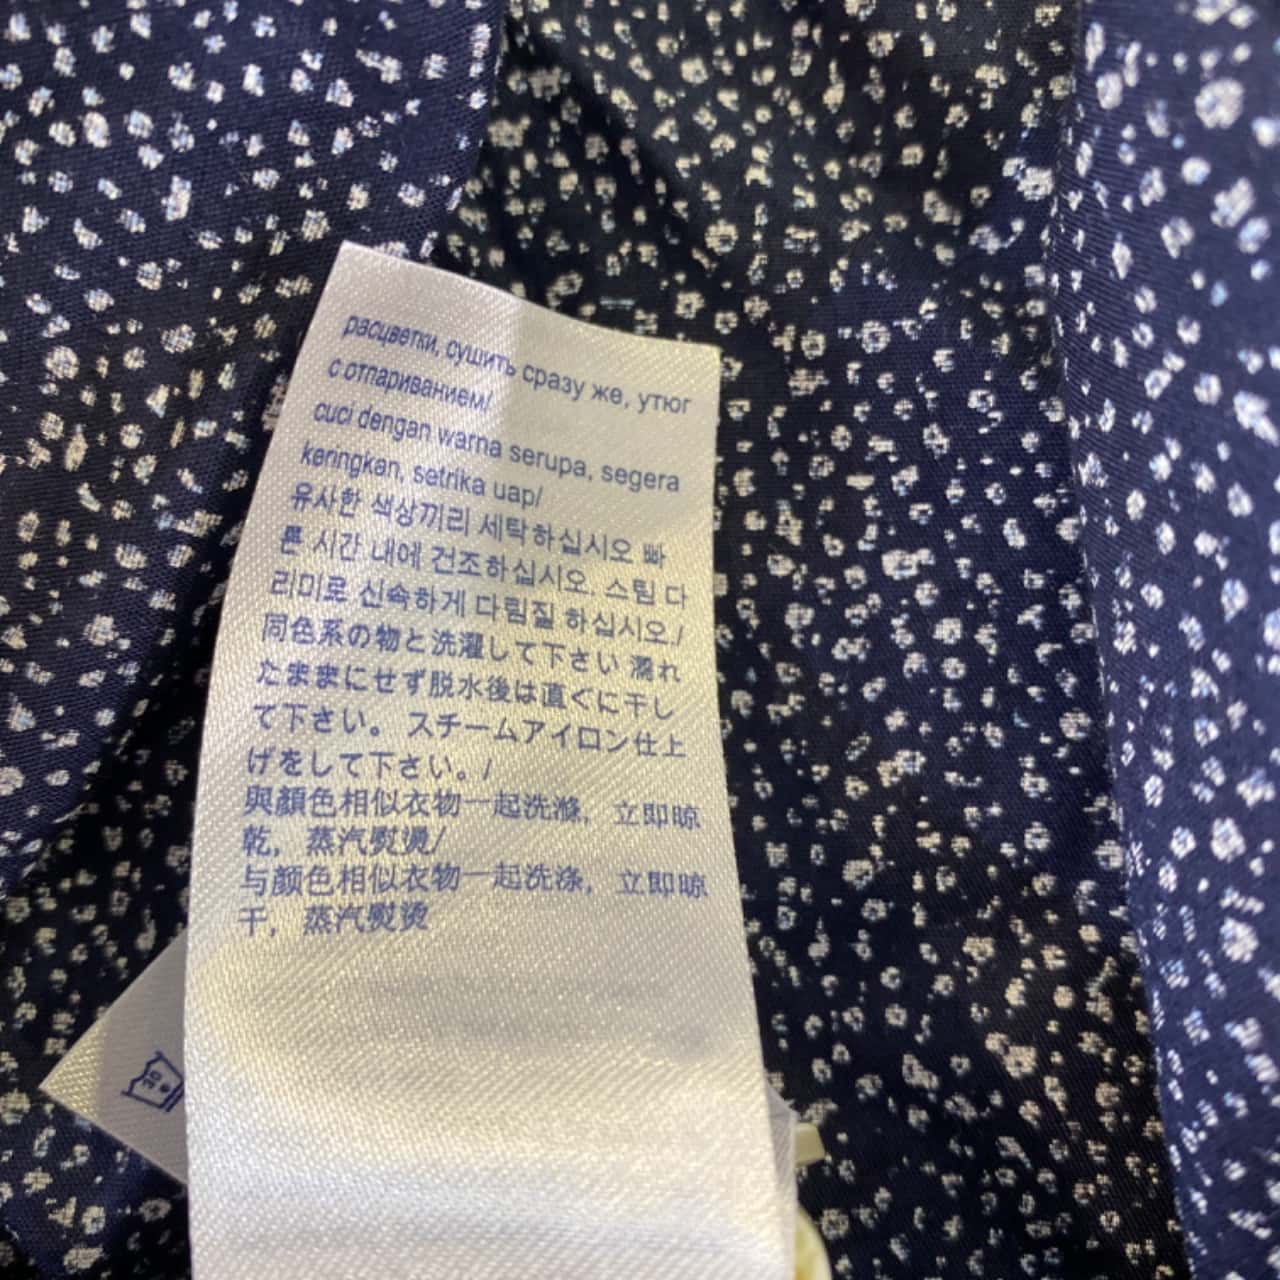 расцветки, сушить сразу же, утюг
с отпариванием/
cuci dengan warna serupa, segera
keringkan, setrika uap/
유사한 색상끼리 세탁하십시오 빠
른 시간 내에 건조하십시오. 스팀 다
리미로 신속하게 다림질 하십시오./
同色系の物と洗濯して下さい 濡れ
たままにせず脱水後は直ぐに干し
て下さい。 スチームアイロン仕上
げをして下さい。/
與顏色相似衣物一起洗滌，立即晾
乾，蒸汽熨燙/
与颜色相似衣物一起洗涤，立即晾
干，蒸汽熨烫